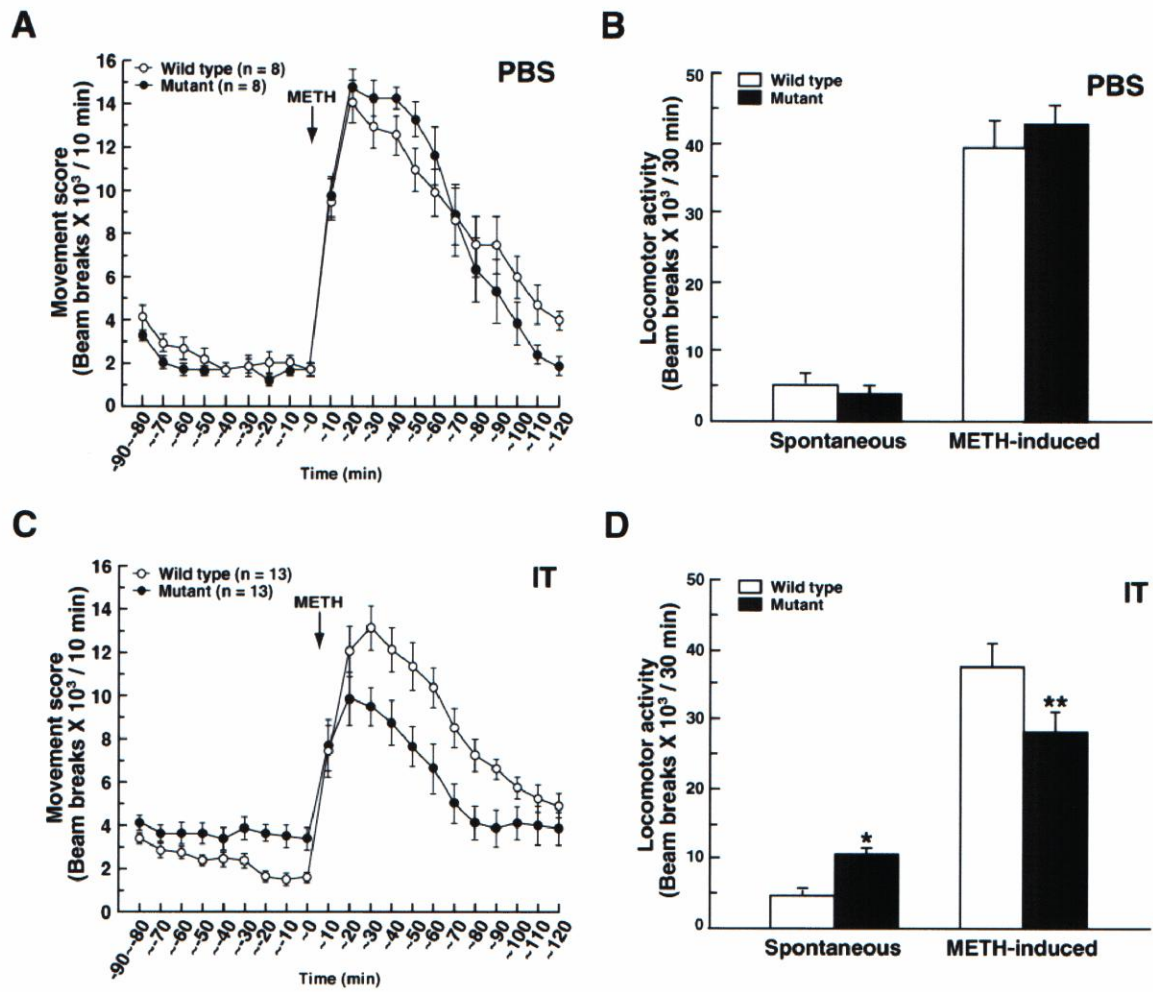 A
PBS
Wild type (n = 8)
Mutant (n = 8)
METH
Movement score
(Beam breaks X 10³ / 10 min)
16
14
12
10
8
6
4
2
0
-90~-80
~-70
~-60
~-50
~-40
~-30
~-20
~-10
~0
~10
~20
~30
~40
~50
~60
~70
~80
~90
~100
~110
~120
Time (min)
B
PBS
Wild type
Mutant
Locomotor activity
(Beam breaks X 10³ / 30 min)
50
40
30
20
10
0
Spontaneous
METH-induced
C
IT
Wild type (n = 13)
Mutant (n = 13)
METH
Movement score
(Beam breaks X 10³ / 10 min)
16
14
12
10
8
6
4
2
0
-90~-80
~-70
~-60
~-50
~-40
~-30
~-20
~-10
~0
~10
~20
~30
~40
~50
~60
~70
~80
~90
~100
~110
~120
Time (min)
D
IT
Wild type
Mutant
Locomotor activity
(Beam breaks X 10³ / 30 min)
50
40
30
20
10
0
*
**
Spontaneous
METH-induced